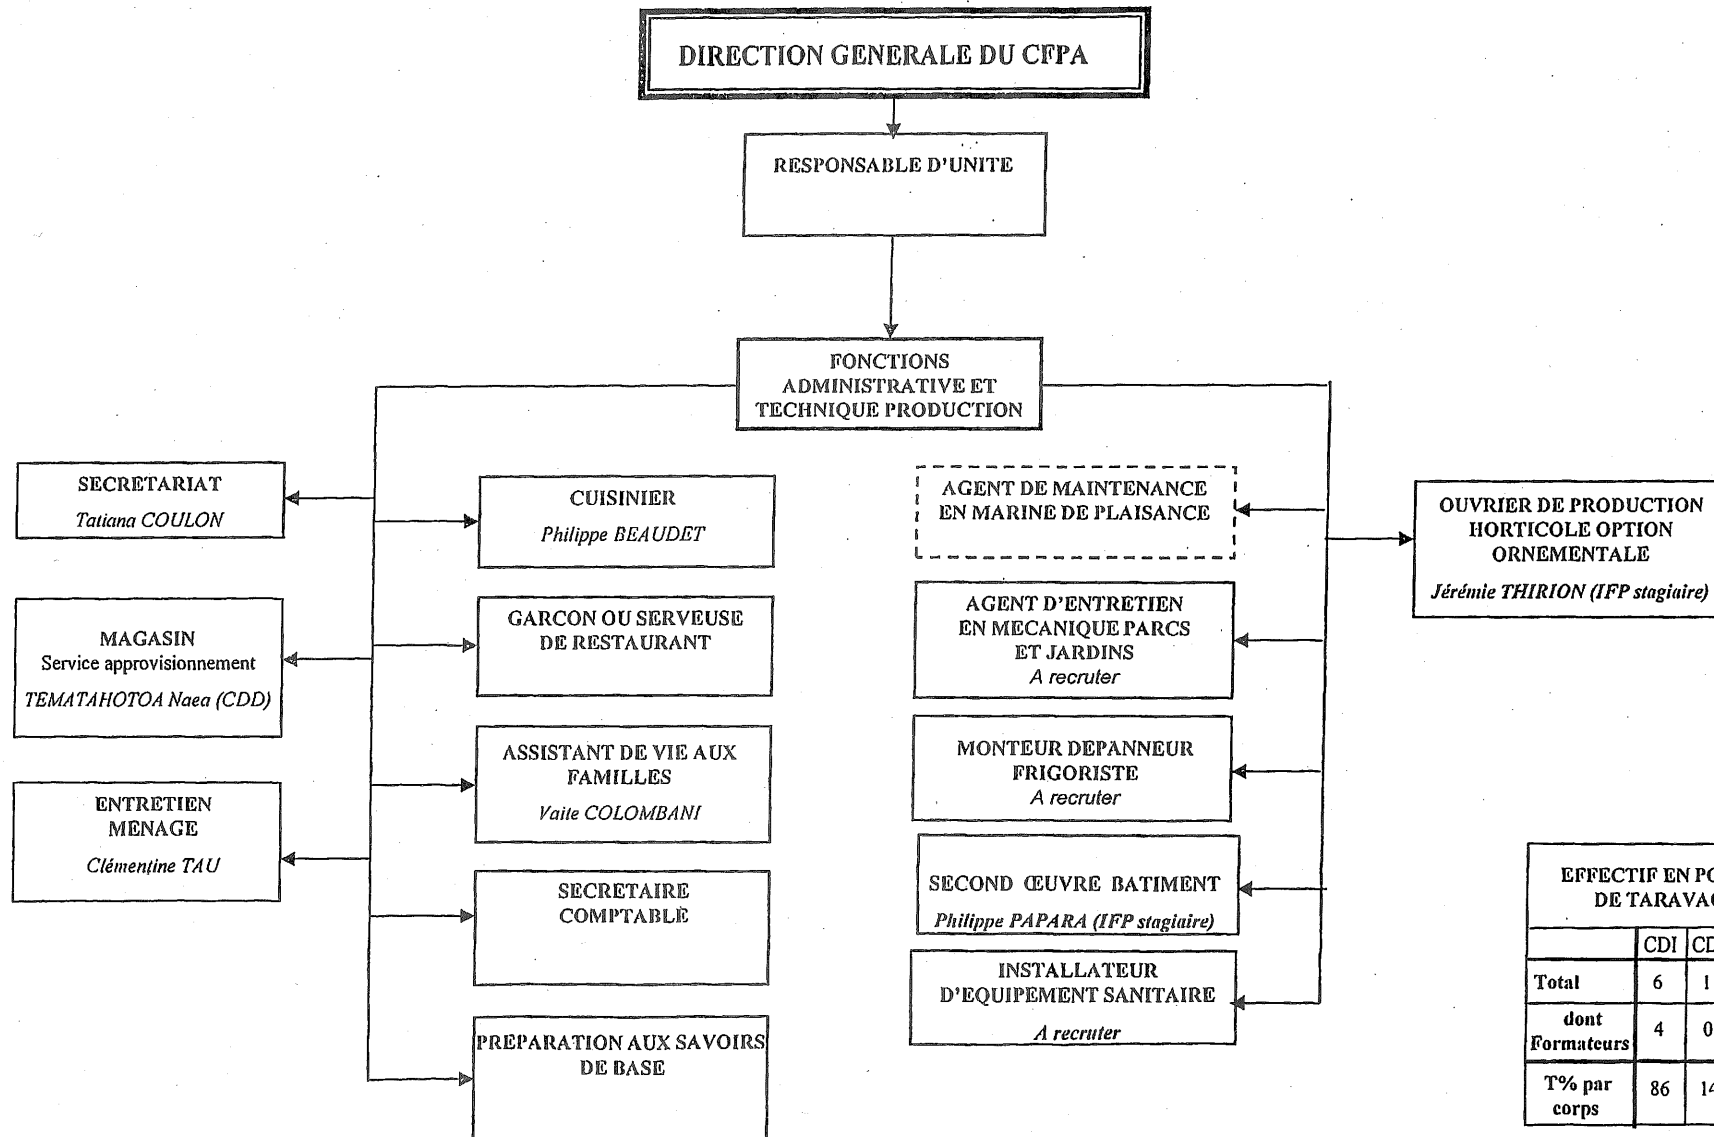 DIRECTION GENERALE DU CFPA
RESPONSABLE D'UNITE
FONCTIONS
ADMINISTRATIVE ET
TECHNIQUE PRODUCTION
SECRETARIAT
Tatiana COULON
MAGASIN
Service approvisionnement
TEMATAHOTOA Naea (CDD)
ENTRETIEN
MENAGE
Clémentine TAU
CUISINIER
Philippe BEAUDET
GARCON OU SERVEUSE
DE RESTAURANT
ASSISTANT DE VIE AUX
FAMILLES
Vaite COLOMBANI
SECRETAIRE
COMPTABLE
PREPARATION AUX SAVOIRS
DE BASE
AGENT DE MAINTENANCE
EN MARINE DE PLAISANCE
AGENT D'ENTRETIEN
EN MECANIQUE PARCS
ET JARDINS
A recruter
MONTEUR DEPANNEUR
FRIGORISTE
A recruter
SECOND ŒUVRE BATIMENT
Philippe PAPARA (IFP stagiaire)
INSTALLATEUR
D'EQUIPEMENT SANITAIRE
A recruter
OUVRIER DE PRODUCTION
HORTICOLE OPTION
ORNEMENTALE
Jérémie THIRION (IFP stagiaire)
EFFECTIF EN
DE
CDI
Total 6 1
dont
Formateurs 4 0
T% par
corps 86